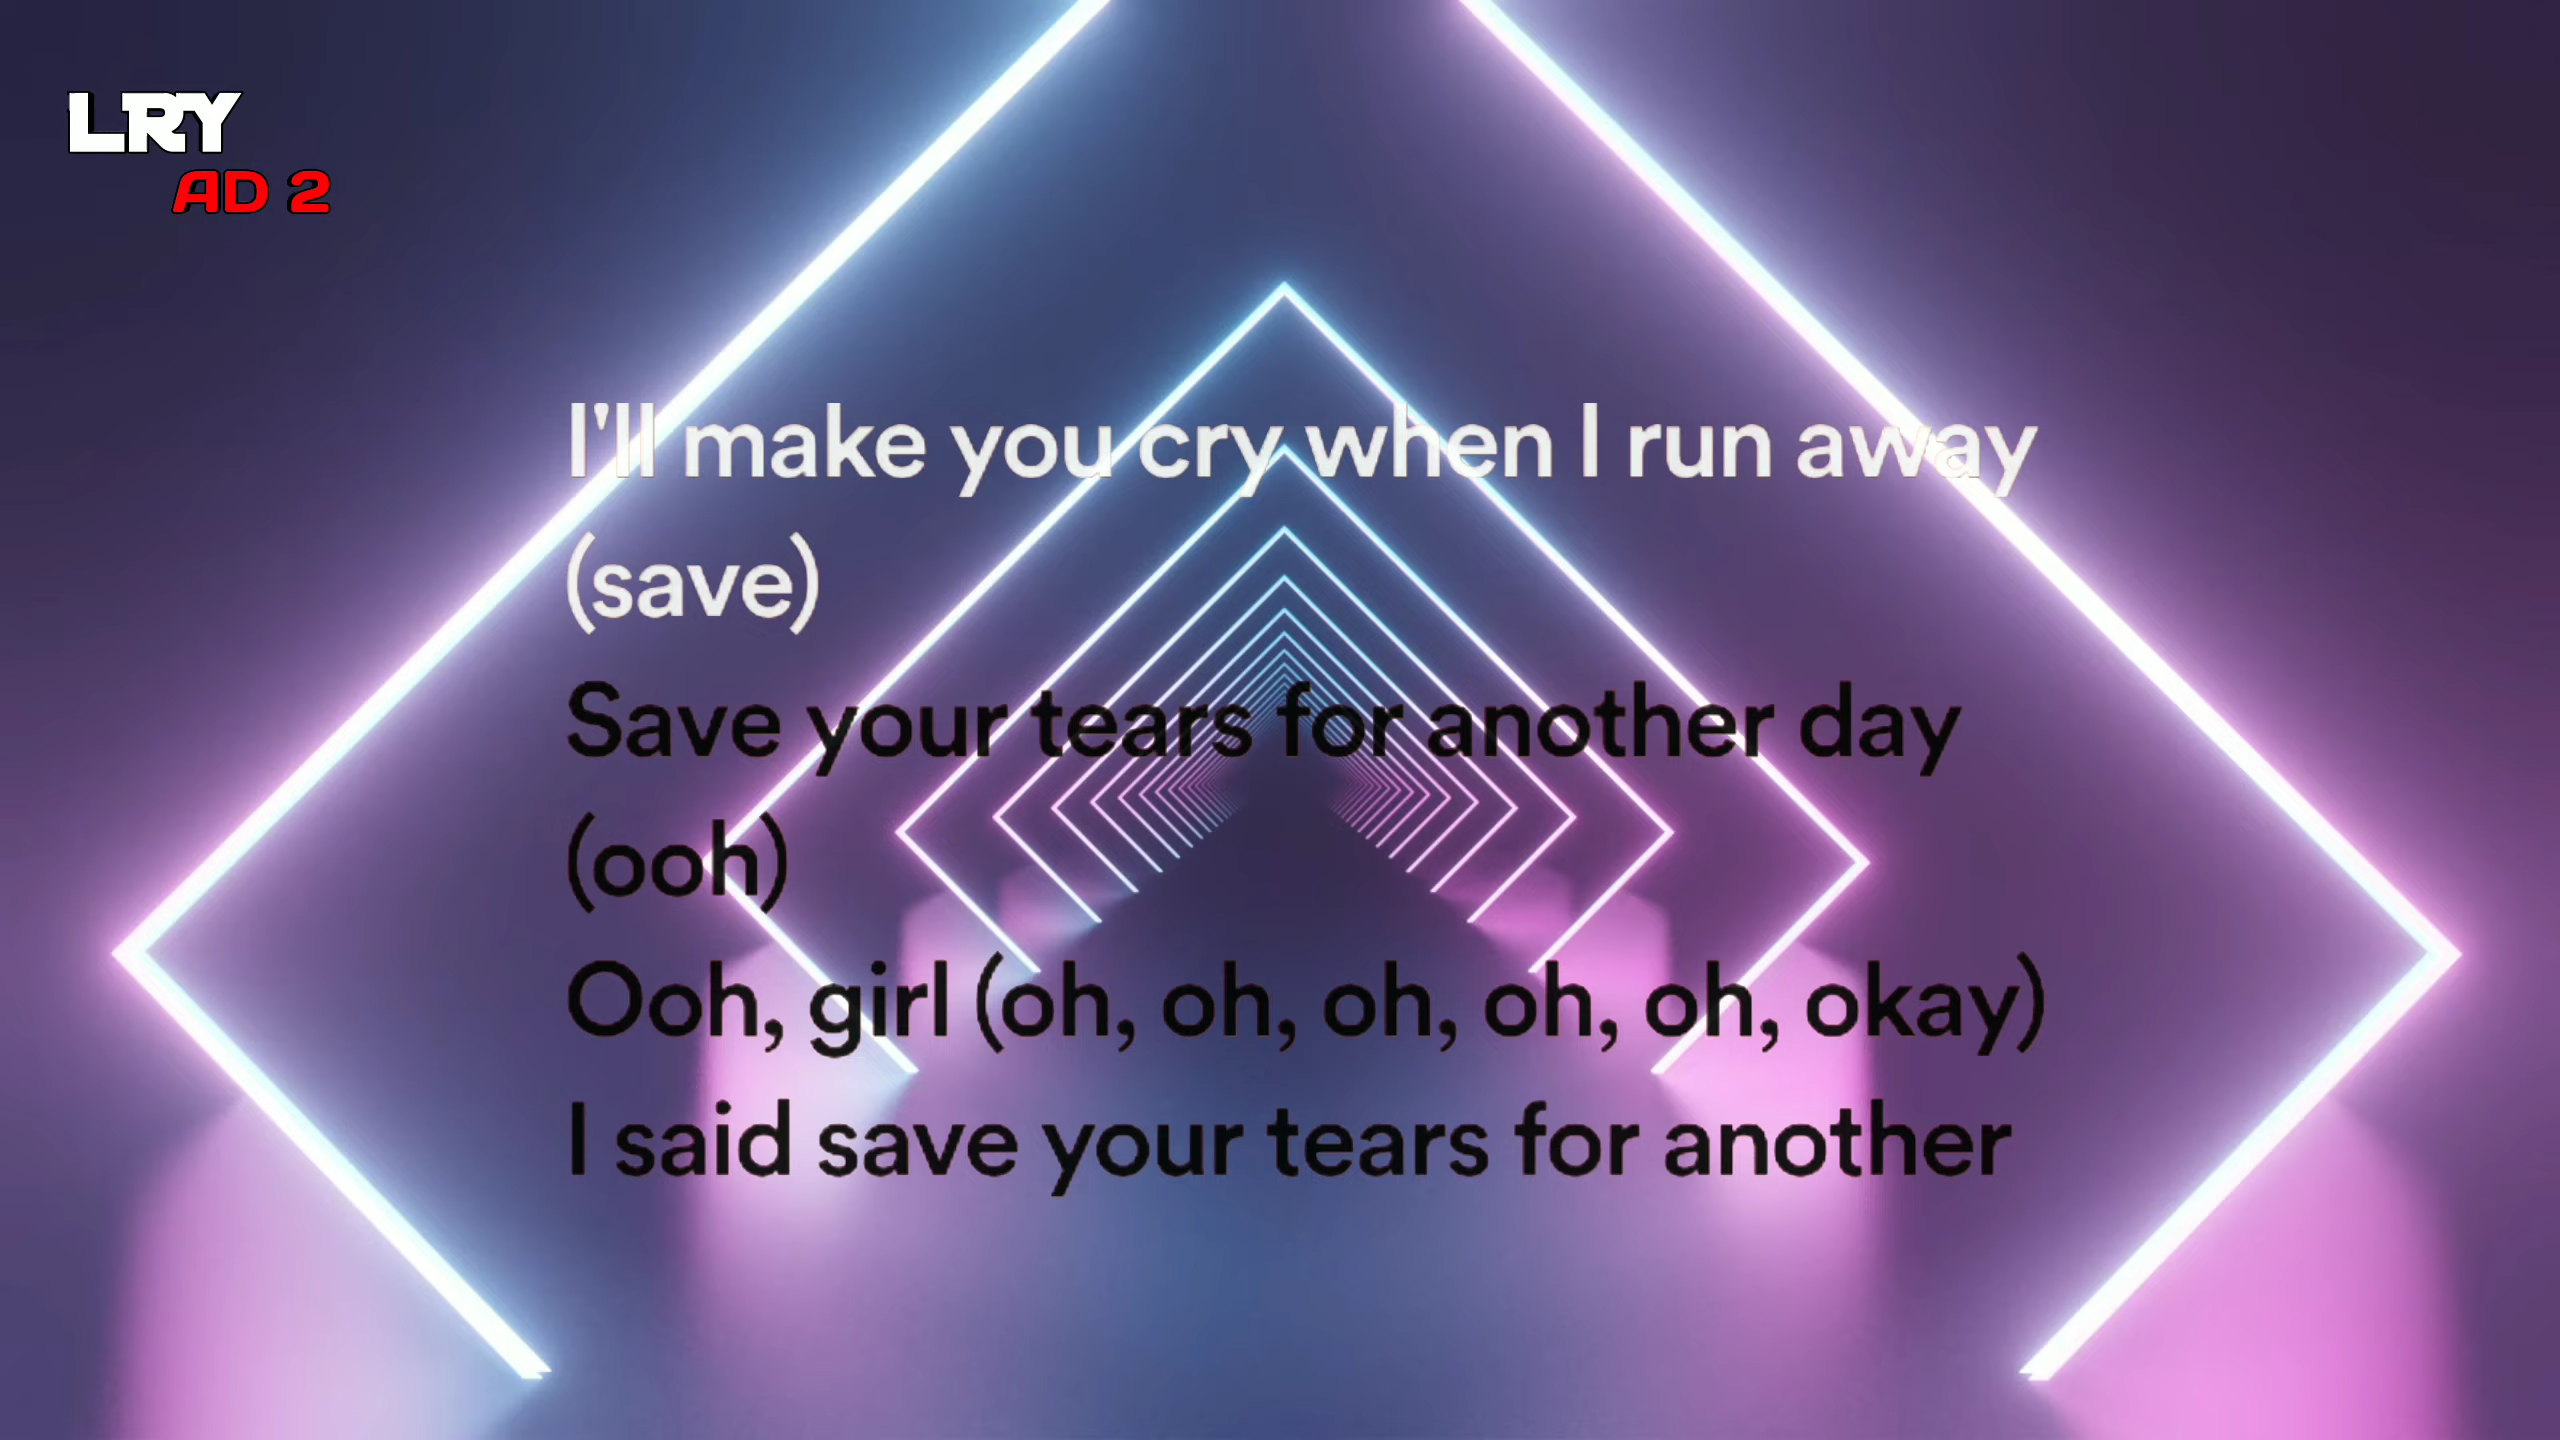 LRY
AD 2
I'll make you cry when I run away
(save)
Save your tears for another day
(ooh)
Ooh, girl (oh, oh, oh, oh, oh, okay)
I said save your tears for another